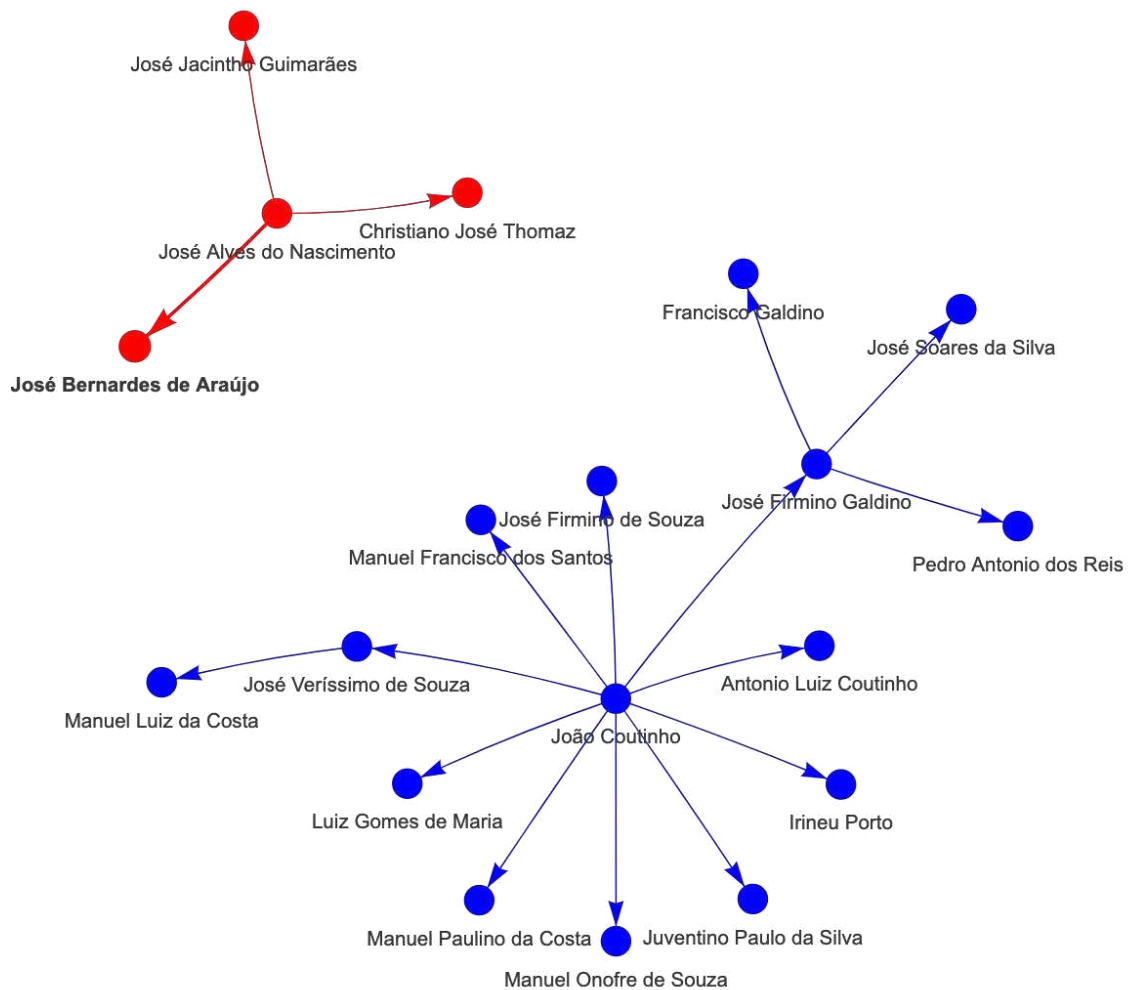 José Jacintho Guimarães
Christiano José Thomaz
José Alves do Nascimento
Francisco Galdino
José Soares da Silva
José Bernardes de Araújo
José Firmino Galdino
José Firmino de Souza
Manuel Francisco dos Santos
Pedro Antonio dos Reis
José Veríssimo de Souza
Antonio Luiz Coutinho
Manuel Luiz da Costa
João Coutinho
Luiz Gomes de Maria
Irineu Porto
Manuel Paulino da Costa
Juventino Paulo da Silva
Manuel Onofre de Souza